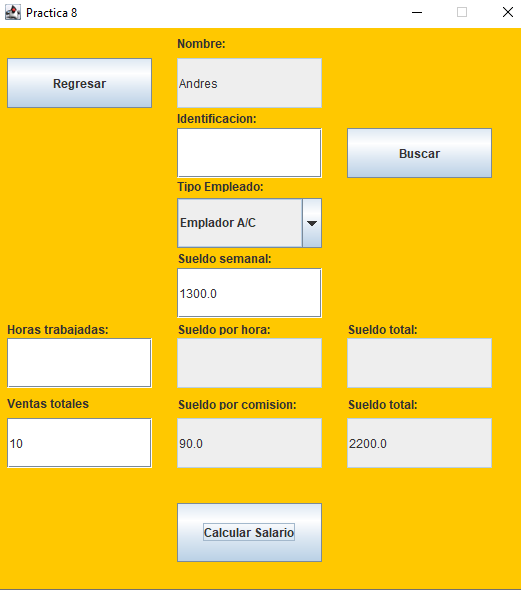 Practica 8
Nombre:
Regresar
Andres
Identificacion:
Buscar
Tipo Empleado:
Emplador A/C
Sueldo semanal:
1300.0
Horas trabajadas:
Sueldo por hora:
Sueldo total:
Ventas totales
Sueldo por comision:
Sueldo total:
10
90.0
2200.0
Calcular Salario